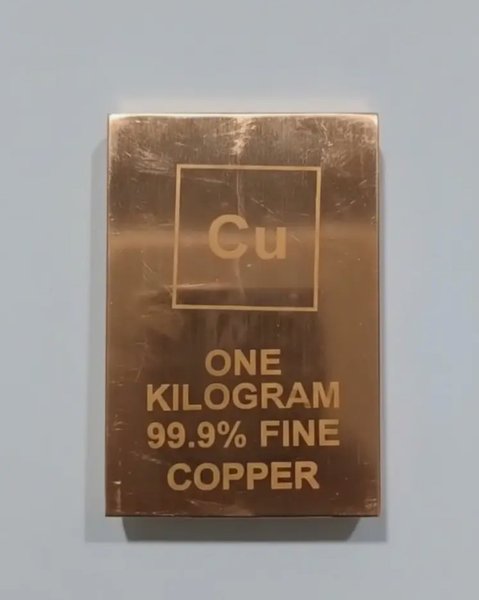 Cu
ONE
KILOGRAM
99.9% FINE
COPPER